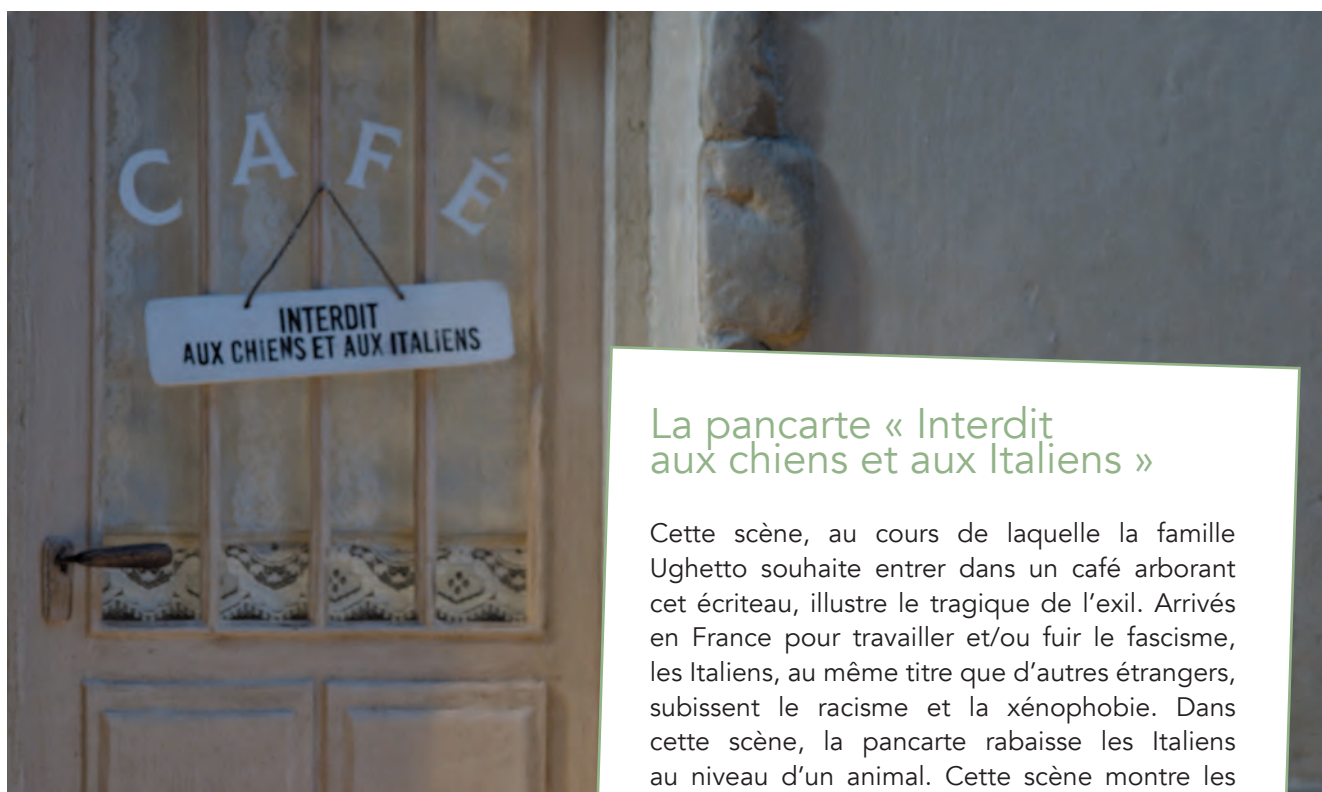 CAFÉ
INTERDIT
AUX CHIENS ET AUX ITALIENS
La pancarte « Interdit
aux chiens et aux Italiens »
Cette scène, au cours de laquelle la famille
Ughetto souhaite entrer dans un café arborant
cet écriteau, illustre le tragique de l’exil. Arrivés
en France pour travailler et/ou fuir le fascisme,
les Italiens, au même titre que d’autres étrangers,
subissent le racisme et la xénophobie. Dans
cette scène, la pancarte rabaisse les Italiens
au niveau d’un animal. Cette scène montre les